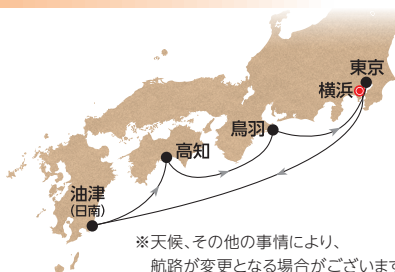 東京
横浜
鳥羽
高知
油津
(日南)
※天候、その他の事情により、
航路が変更となる場合がございます